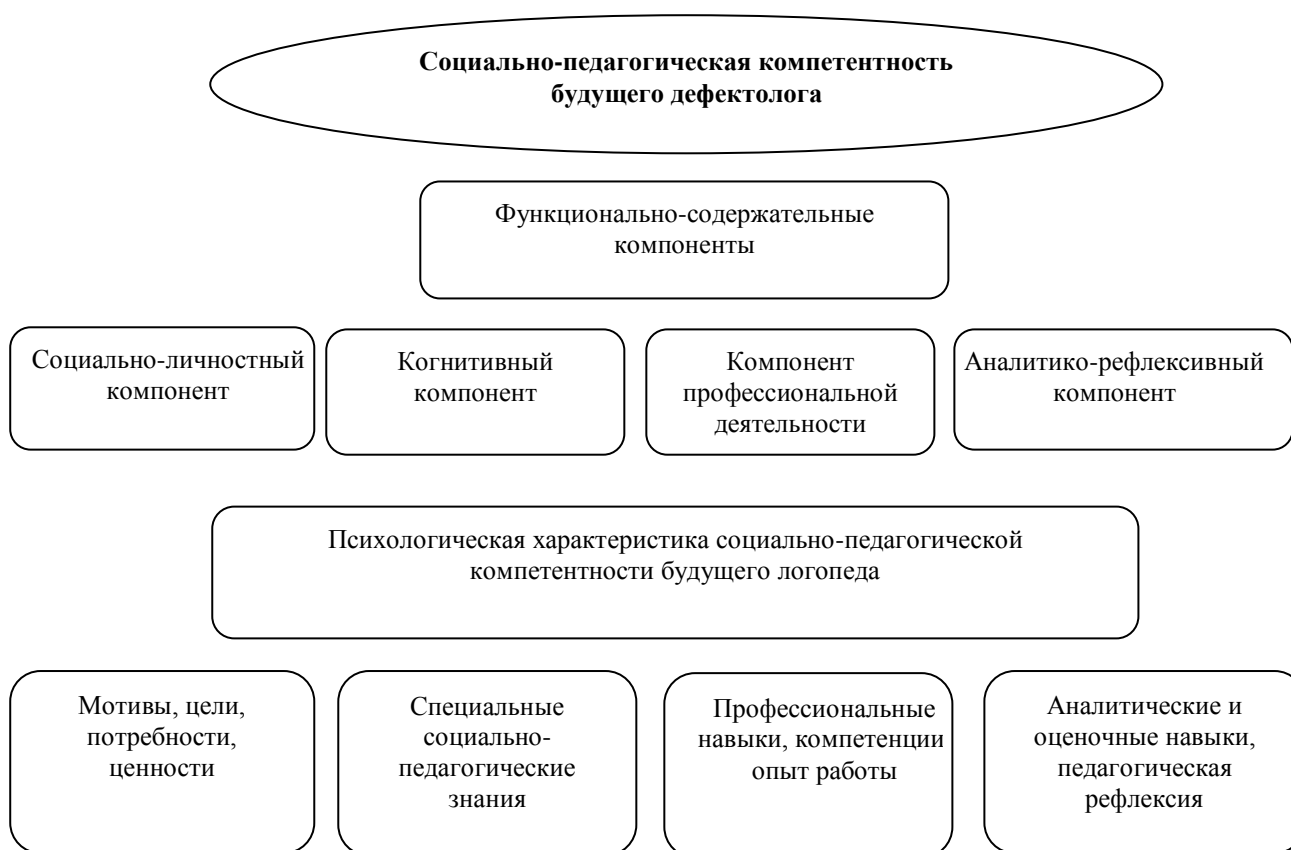 Социально-педагогическая компетентность
будущего дефектолога
Функционально-содержательные
компоненты
Социально-личностный
компонент
Когнитивный
компонент
Компонент
профессиональной
деятельности
Аналитико-рефлексивный
компонент
Психологическая характеристика социально-педагогической
компетентности будущего логопеда
Мотивы, цели,
потребности,
ценности
Специальные
социально-
педагогические
знания
Профессиональные
навыки, компетенции
опыт работы
Аналитические и
оценочные навыки,
педагогическая
рефлексия